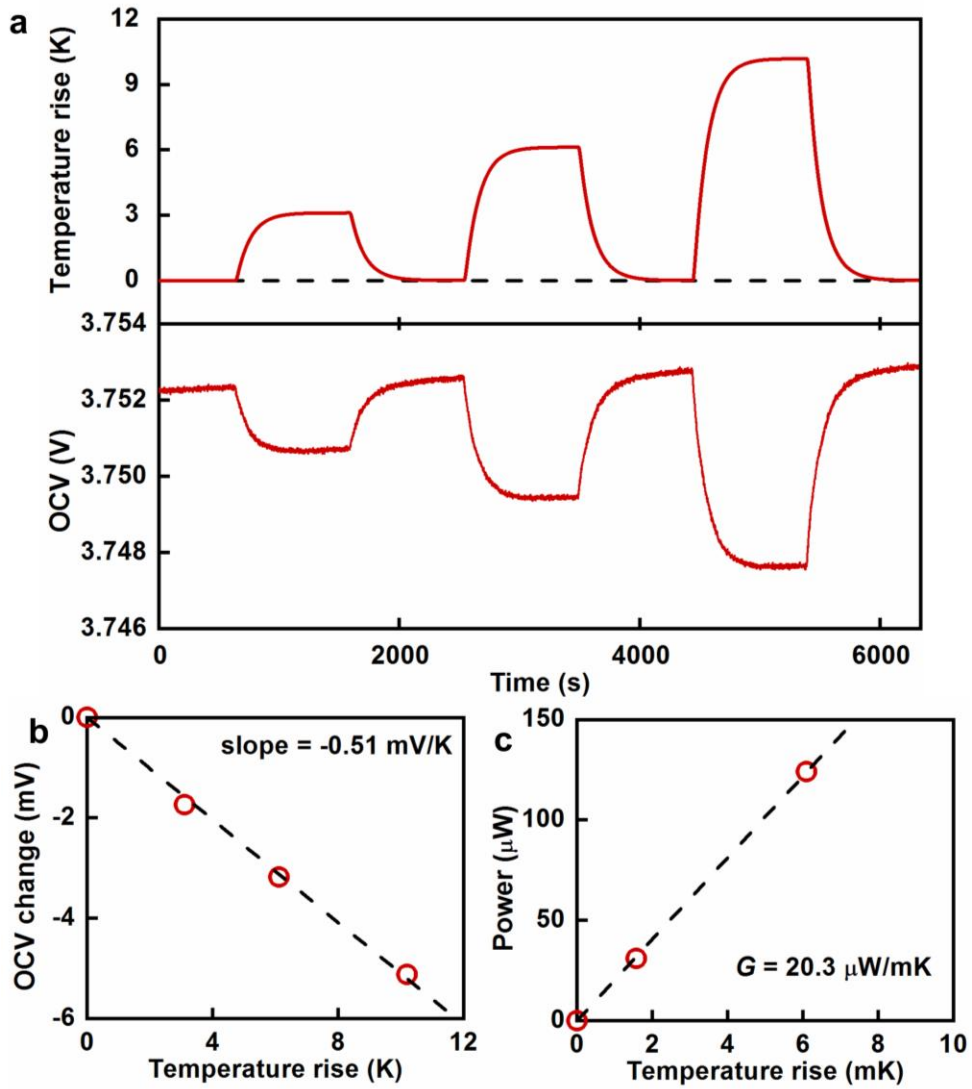 a
Temperature rise (K)
12
9
6
3
0
OCV (V)
3.754
3.752
3.750
3.748
3.746
0 2000 4000 6000
Time (s)
b
slope = -0.51 mV/K
OCV change (mV)
0
-2
-4
-6
0 4 8 12
Temperature rise (K)
c
Power (μW)
150
100
50
0
G = 20.3 μW/mK
0 2 4 6 8 10
Temperature rise (mK)